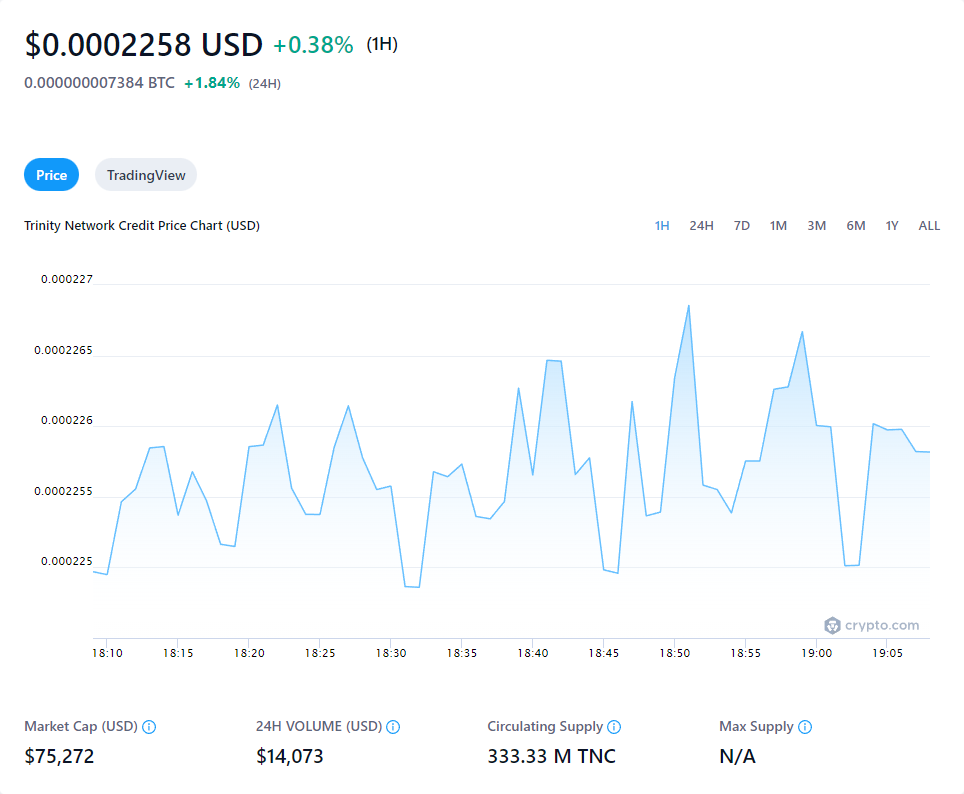 $0.0002258 USD +0.38% (1H)
0.000000007384 BTC +1.84% (24H)
Price TradingView
Trinity Network Credit Price Chart (USD) 1H 24H 7D 1M 3M 6M 1Y ALL
0.000227
0.0002265
0.000226
0.0002255
0.000225
crypto.com
18:10 18:15 18:20 18:25 18:30 18:35 18:40 18:45 18:50 18:55 19:00 19:05
Market Cap (USD) 24H VOLUME (USD) Circulating Supply Max Supply
$75,272 $14,073 333.33 M TNC N/A